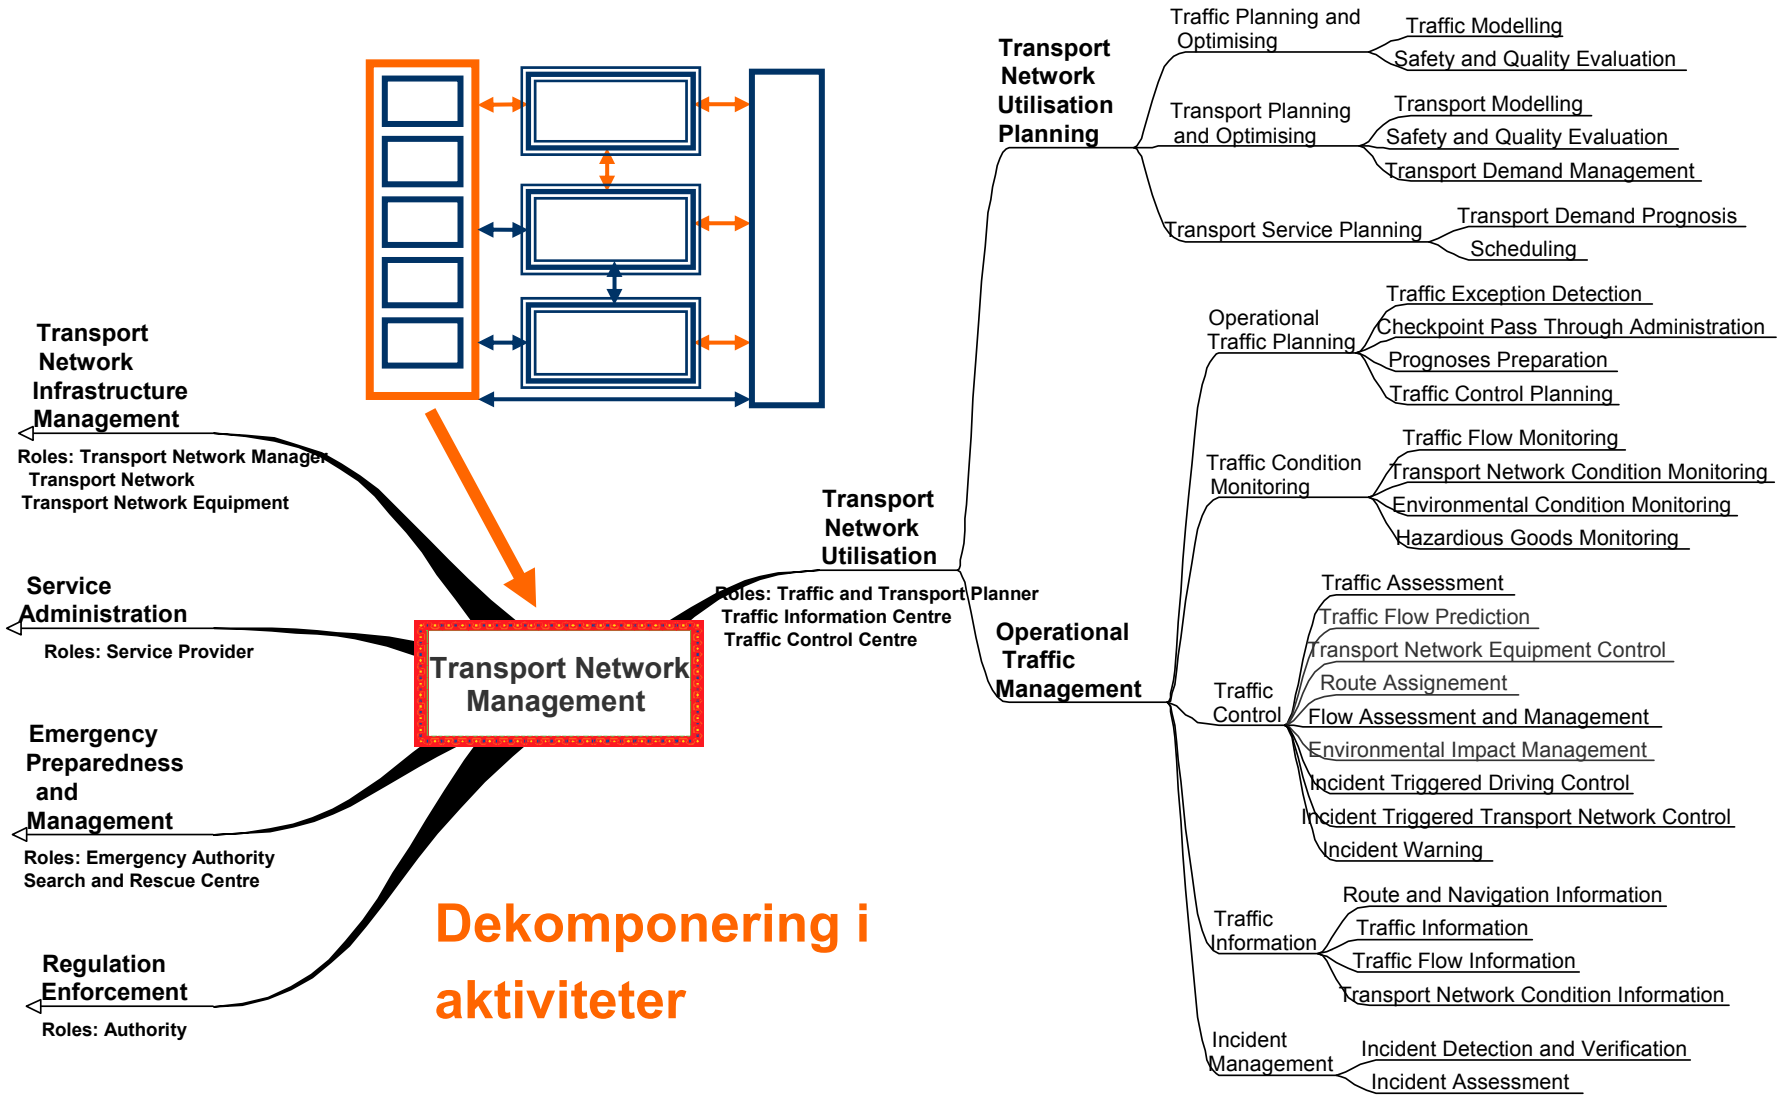 Transport
Network
Infrastructure
Management
Roles: Transport Network Manager
Transport Network
Transport Network Equipment
Service
Administration
Roles: Service Provider
Emergency
Preparedness
and
Management
Roles: Emergency Authority
Search and Rescue Centre
Regulation
Enforcement
Roles: Authority
Transport Network
Management
Dekomponering i
aktiviteter
Transport
Network
Utilisation
Roles: Traffic and Transport Planner
Traffic Information Centre
Traffic Control Centre
Transport
Network
Utilisation
Planning
Traffic Planning and
Optimising
Traffic Modelling
Safety and Quality Evaluation
Transport Planning
and Optimising
Transport Modelling
Safety and Quality Evaluation
Transport Demand Management
Transport Service Planning
Transport Demand Prognosis
Scheduling
Operational
Traffic
Management
Operational
Traffic Planning
Traffic Exception Detection
Checkpoint Pass Through Administration
Prognoses Preparation
Traffic Control Planning
Traffic Condition
Monitoring
Traffic Flow Monitoring
Transport Network Condition Monitoring
Environmental Condition Monitoring
Hazardious Goods Monitoring
Traffic
Control
Traffic Assessment
Traffic Flow Prediction
Transport Network Equipment Control
Route Assignement
Flow Assessment and Management
Environmental Impact Management
Incident Triggered Driving Control
Incident Triggered Transport Network Control
Incident Warning
Traffic
Information
Route and Navigation Information
Traffic Information
Traffic Flow Information
Transport Network Condition Information
Incident
Management
Incident Detection and Verification
Incident Assessment